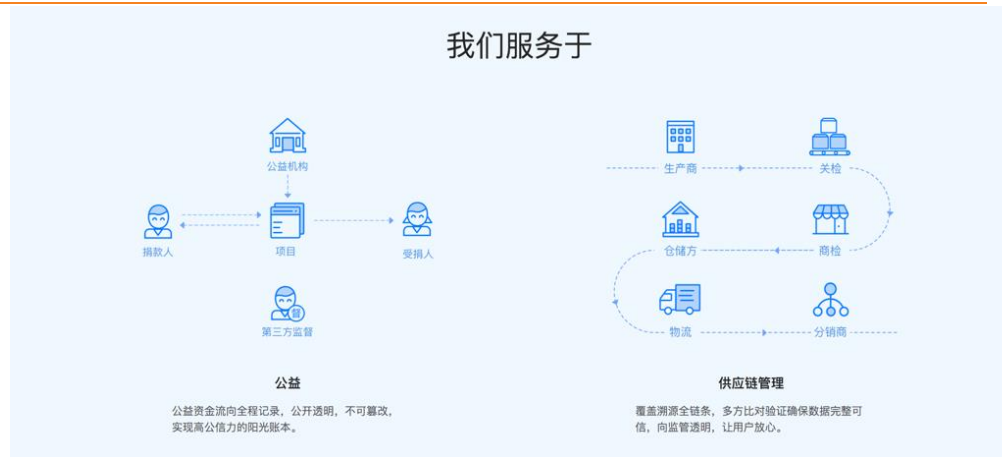 我们服务于
公益机构
捐款人
项目
受捐人
督
第三方监督
公益
公益资金流向全程记录，公开透明，不可篡改，
实现高公信力的阳光账本。
生产商
关检
仓储方
商检
物流
分销商
供应链管理
覆盖溯源全链条，多方比对验证确保数据完整可
信，向监管透明，让用户放心。